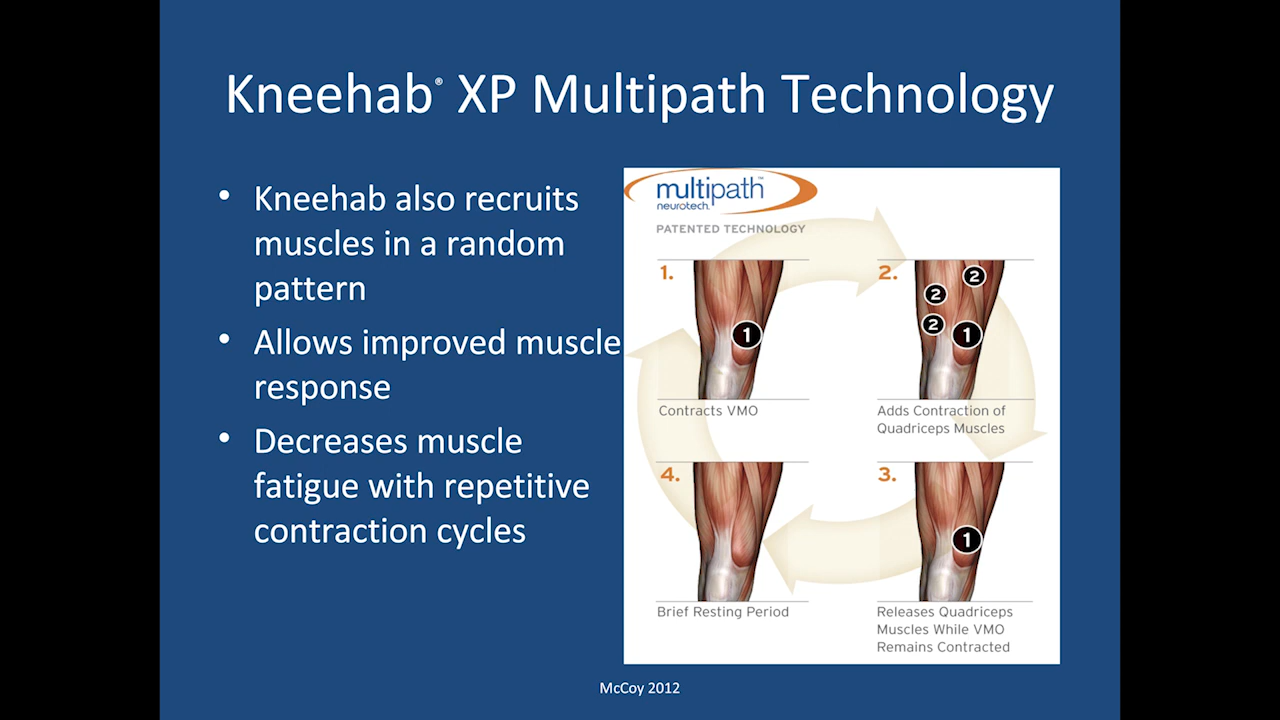 Kneehab® XP Multipath Technology
• Kneehab also recruits
muscles in a random
pattern
• Allows improved muscle
response
• Decreases muscle
fatigue with repetitive
contraction cycles
multipath™
neurotech.
PATENTED TECHNOLOGY
1.
1
Contracts VMO
2.
2
2
2
1
Adds Contraction of
Quadriceps Muscles
3.
1
Releases Quadriceps
Muscles While VMO
Remains Contracted
4.
Brief Resting Period
McCoy 2012